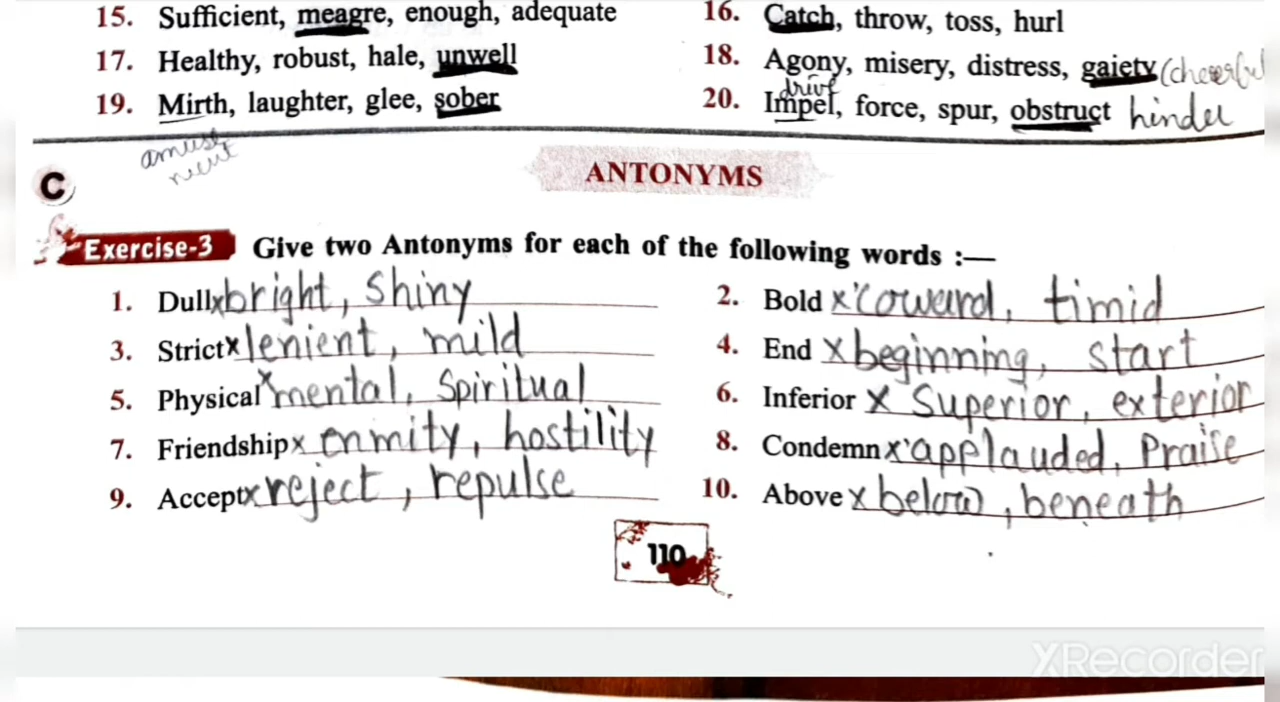 15. Sufficient, meagre, enough, adequate
16. Catch, throw, toss, hurl
17. Healthy, robust, hale, unwell
18. Agony, misery, distress, gaiety (cheerful
drive
19. Mirth, laughter, glee, sober
20. Impel, force, spur, obstruct hinder
amuse
ment
C
ANTONYMS
Exercise-3 Give two Antonyms for each of the following words :—
1. Dull x bright, Shiny
2. Bold x coward, timid
3. Strict x lenient, mild
4. End x beginning, start
5. Physical x mental, Spiritual
6. Inferior x Superior, exterior
7. Friendship x enmity, hostility
8. Condemn x applauded, Praise
9. Accept x reject, repulse
10. Above x below, beneath
110
XRecorder